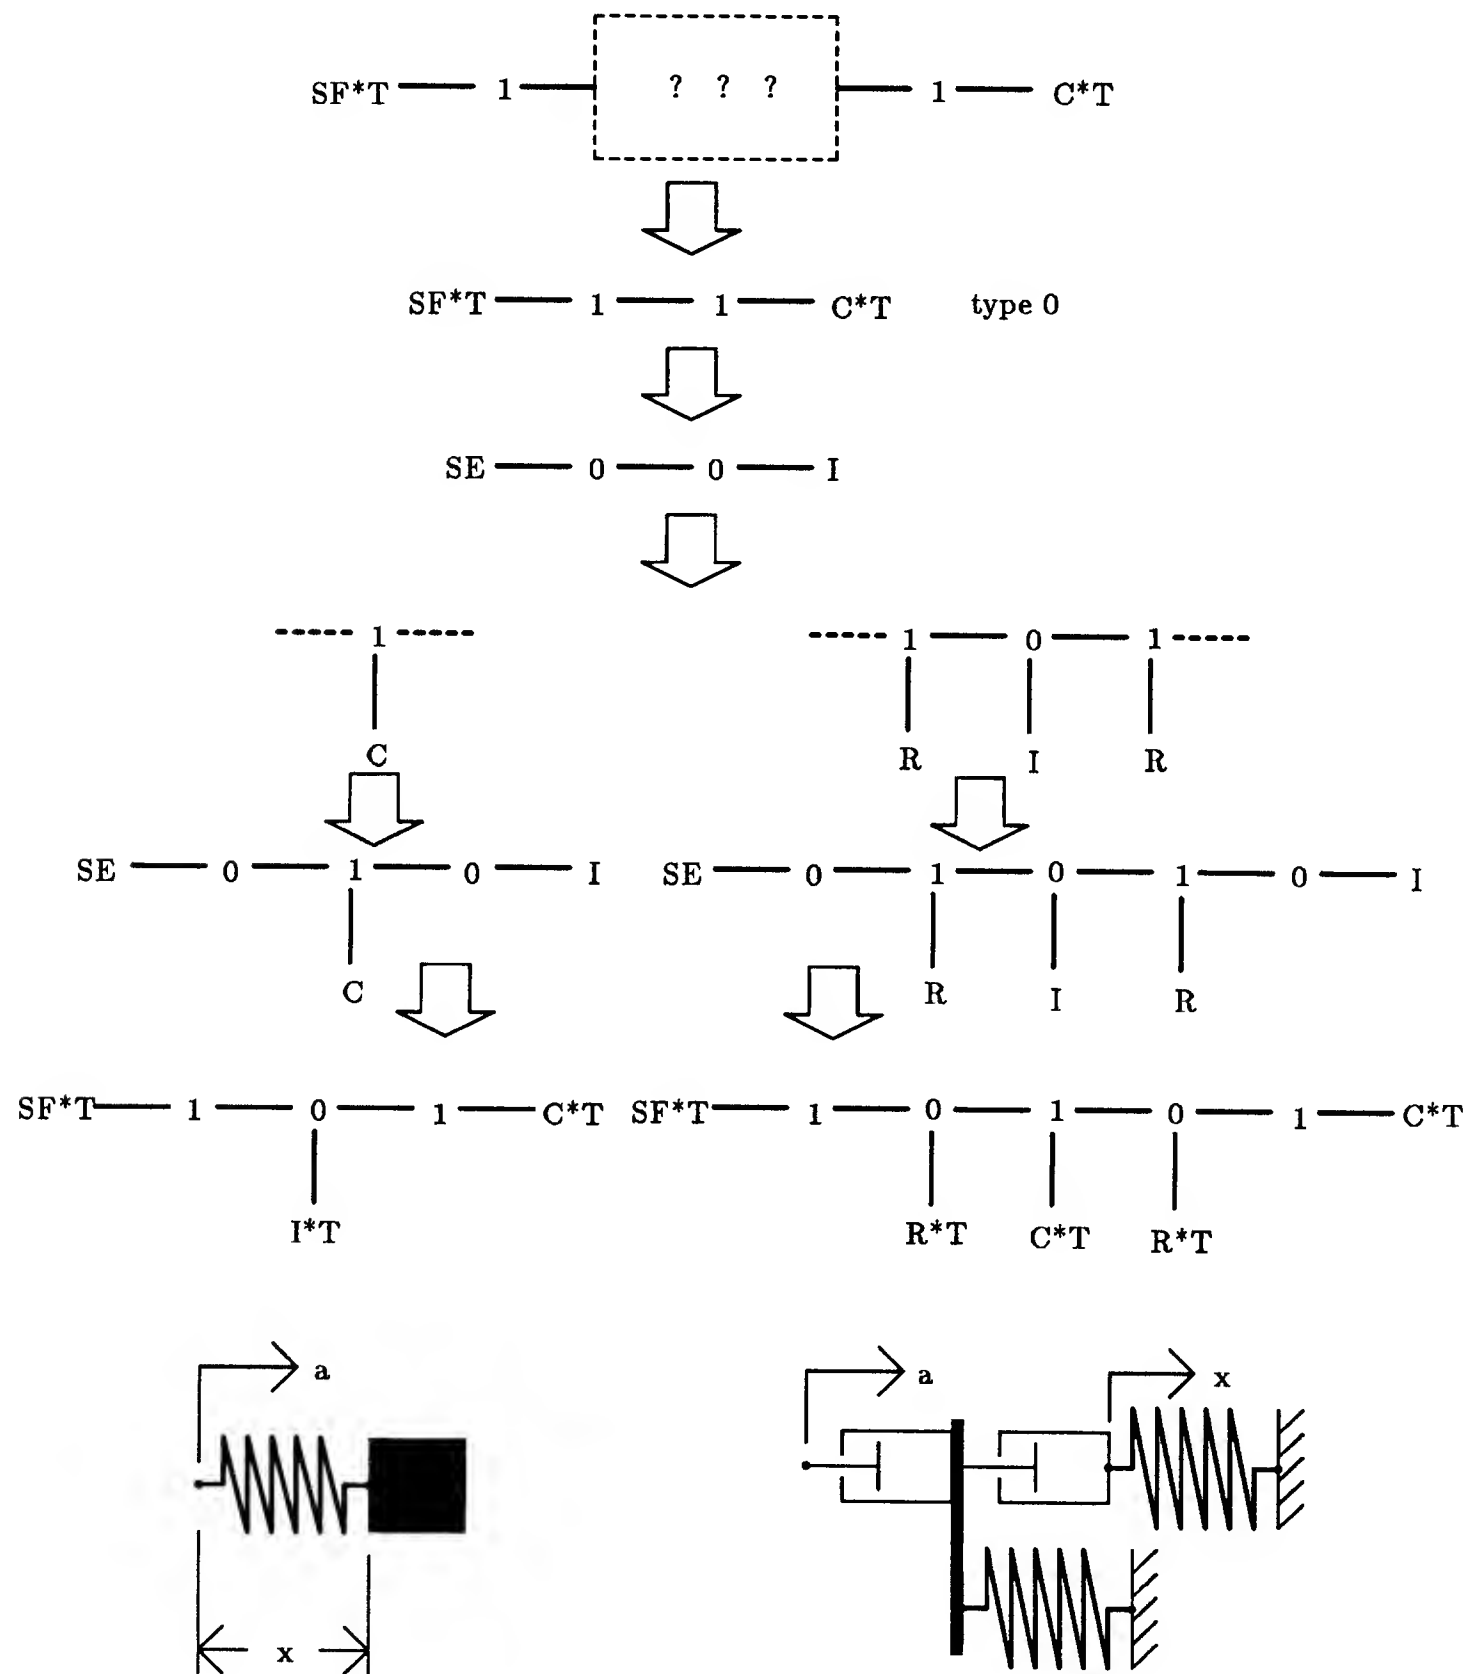 SF*T 1 ? ? ? 1 C*T
SF*T 1 1 C*T type 0
SE 0 0 I
1
C
1 0 1
R I R
SE 0 1 0 I
C
SE 0 1 0 1 0 I
R I R
SF*T 1 0 1 C*T
I*T
SF*T 1 0 1 0 1 C*T
R*T C*T R*T
a
x
a x